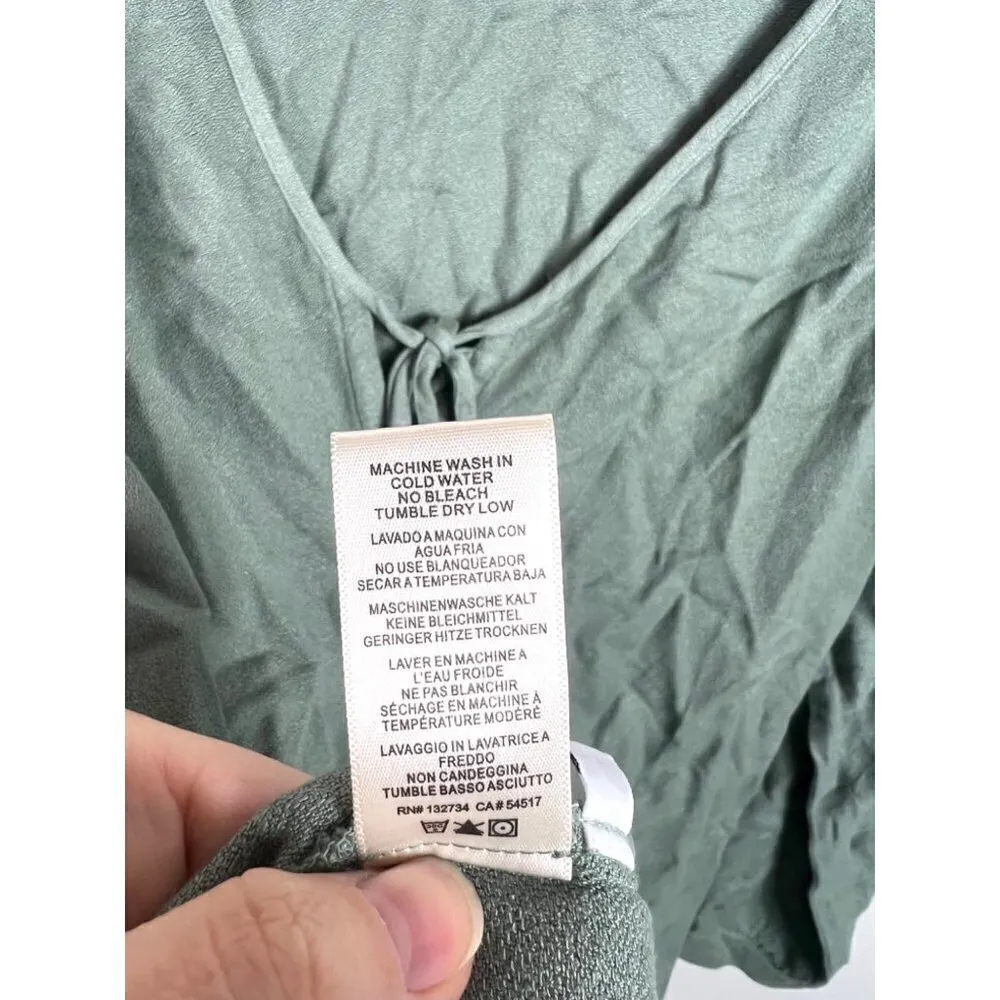 MACHINE WASH IN
COLD WATER
NO BLEACH
TUMBLE DRY LOW
LAVADO A MAQUINA CON
AGUA FRIA
NO USE BLANQUEADOR
SECAR A TEMPERATURA BAJA
MASCHINENWASCHE KALT
KEINE BLEICHMITTEL
GERINGER HITZE TROCKNEN
LAVER EN MACHINE A
L'EAU FROIDE
NE PAS BLANCHIR
SÉCHAGE EN MACHINE À
TEMPÉRATURE MODÉRÉ
LAVAGGIO IN LAVATRICE A
FREDDO
NON CANDEGGINA
TUMBLE BASSO ASCIUTTO
RN# 132734 CA# 54517